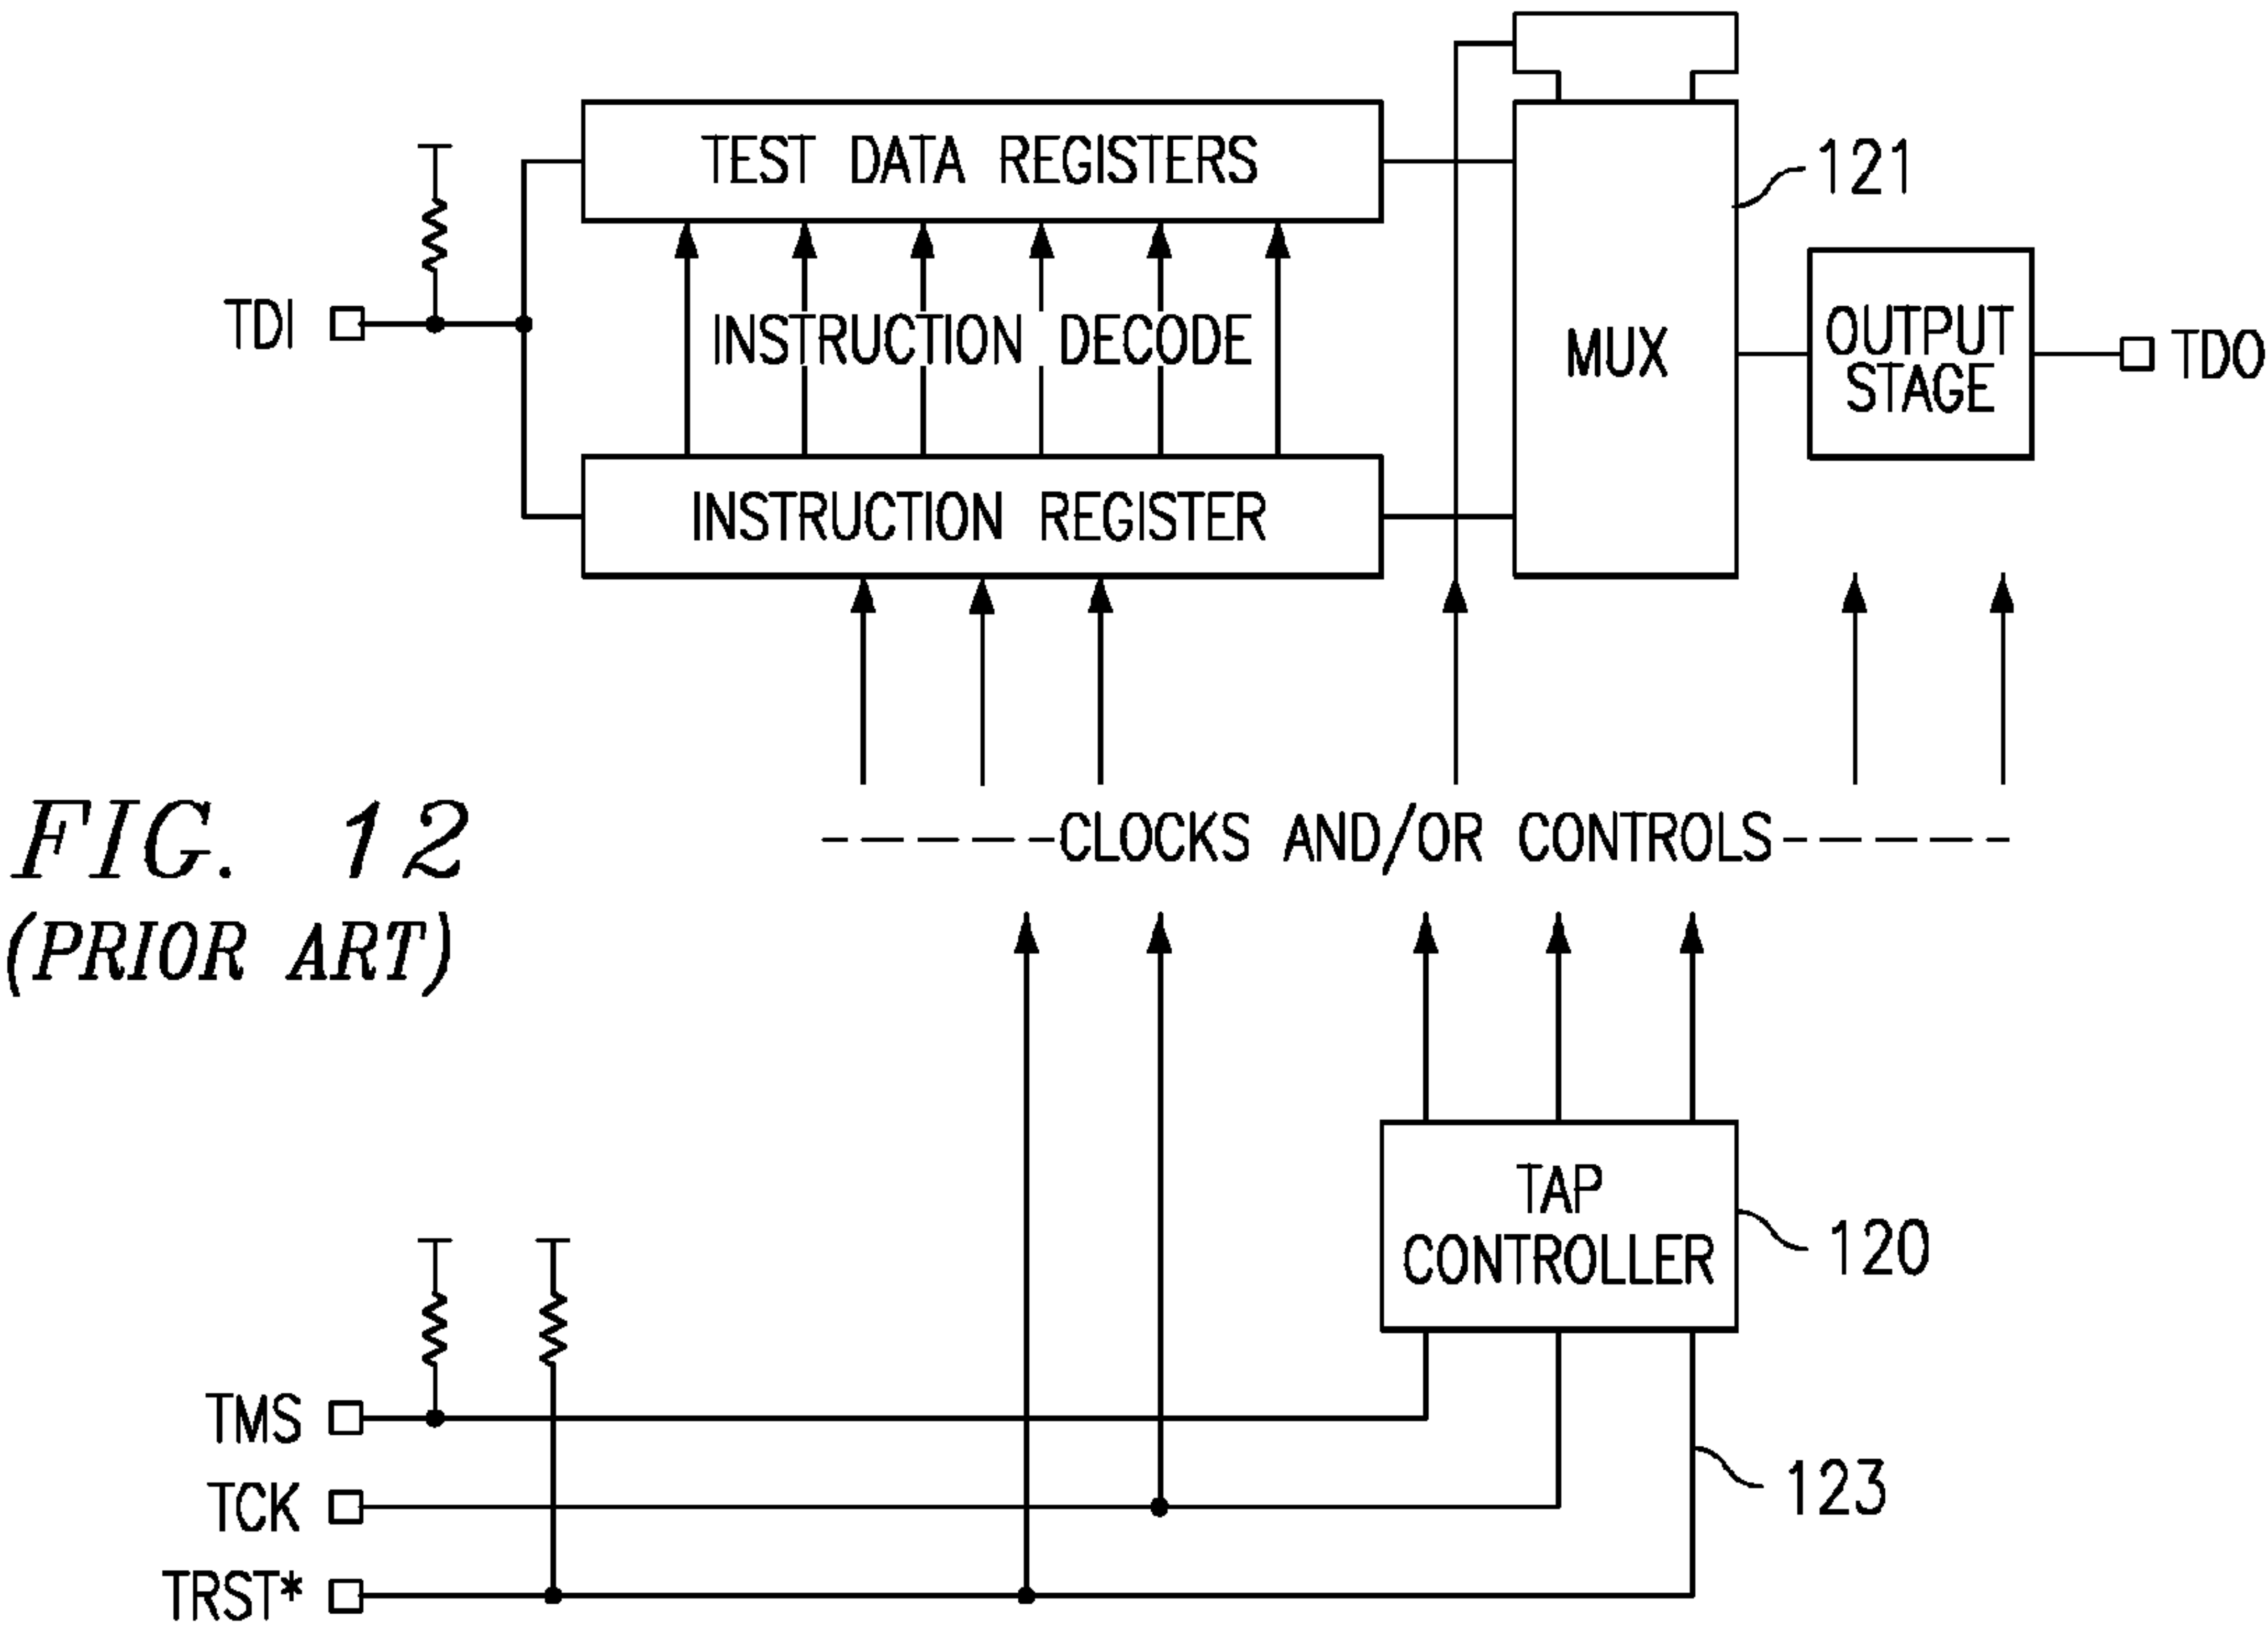 TEST DATA REGISTERS
121
TDI
INSTRUCTION DECODE
MUX
OUTPUT
STAGE
TDO
INSTRUCTION REGISTER
FIG. 12
(PRIOR ART)
CLOCKS AND/OR CONTROLS
TAP
CONTROLLER
120
TMS
TCK
123
TRST*